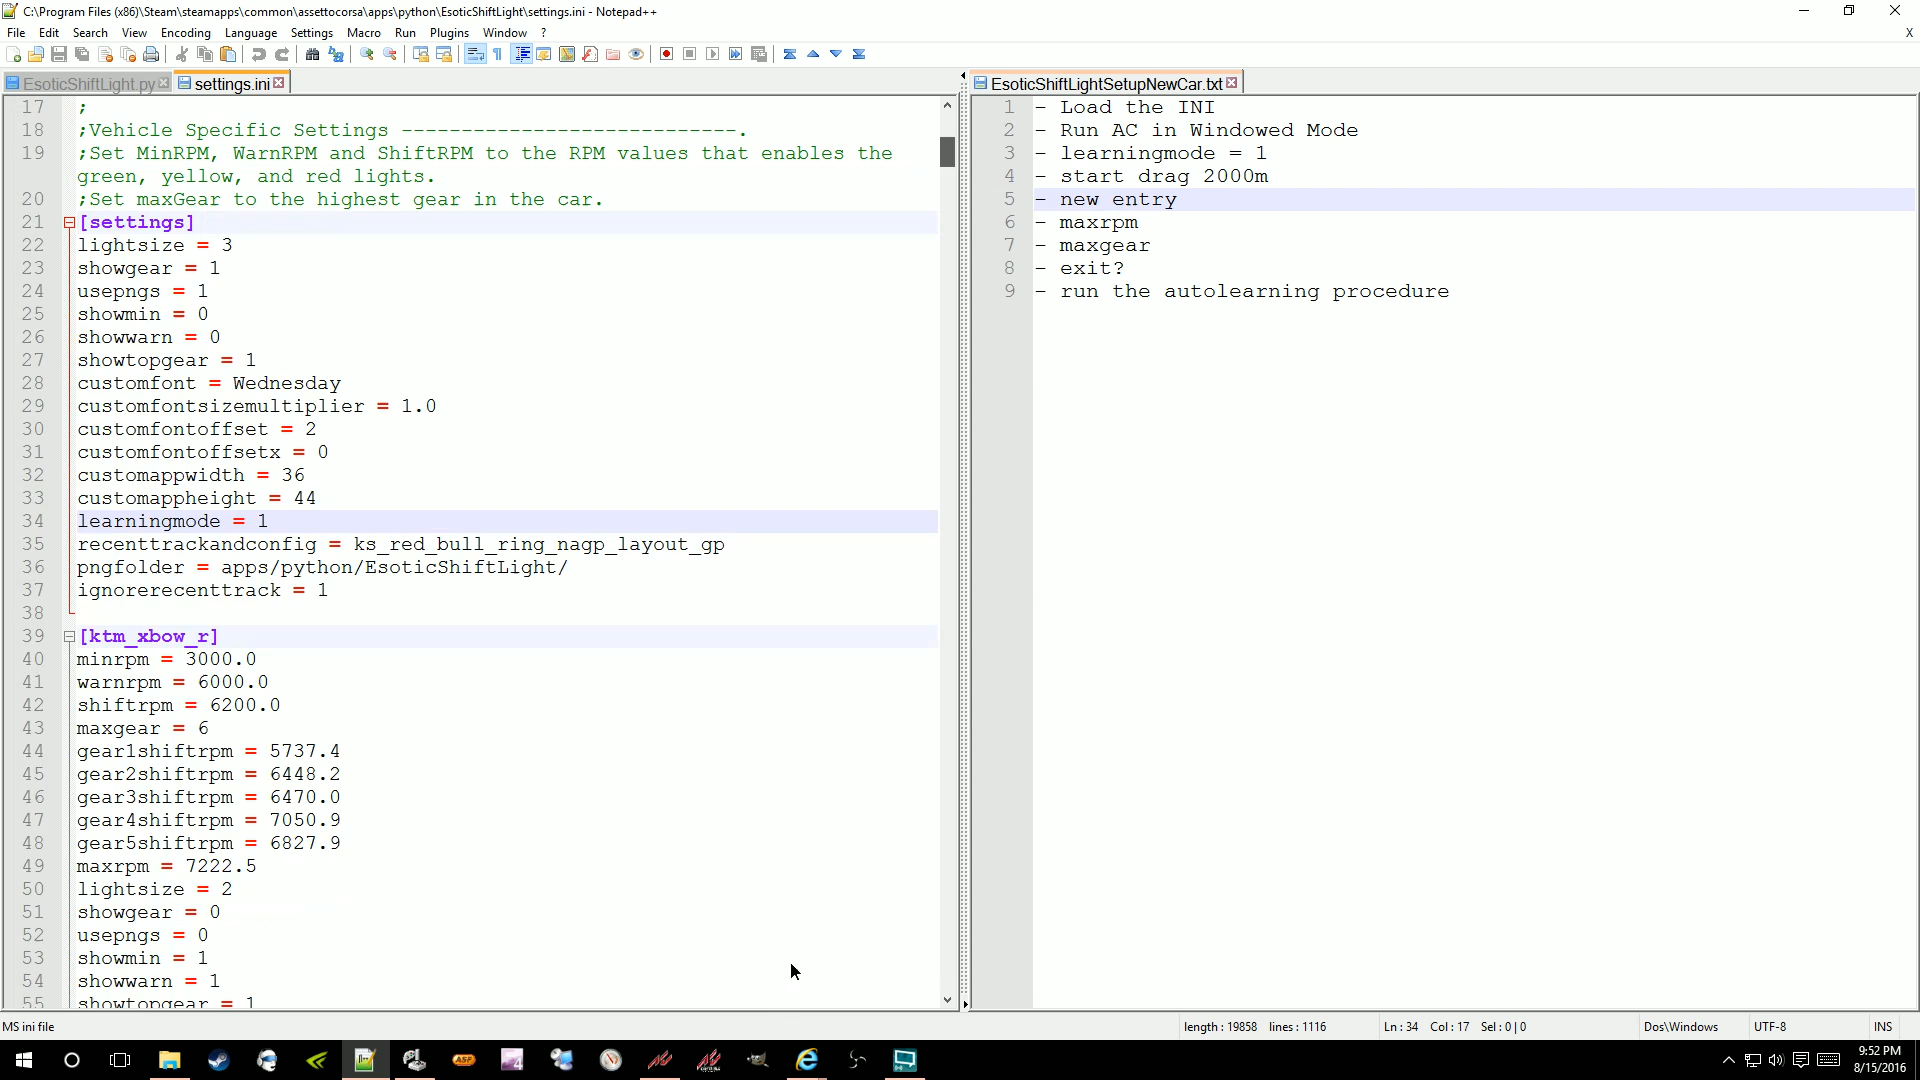 C:\Program Files (x86)\Steam\steamapps\common\assettocorsa\apps\python\EsoticShiftLight\settings.ini - Notepad++
File Edit Search View Encoding Language Settings Macro Run Plugins Window ? X
EsoticShiftLight.py settings.ini
17 ;
18 ;Vehicle Specific Settings ----------------------------.
19 ;Set MinRPM, WarnRPM and ShiftRPM to the RPM values that enables the
green, yellow, and red lights.
20 ;Set maxGear to the highest gear in the car.
21 [settings]
22 lightsize = 3
23 showgear = 1
24 usepngs = 1
25 showmin = 0
26 showwarn = 0
27 showtopgear = 1
28 customfont = Wednesday
29 customfontsizemultiplier = 1.0
30 customfontoffset = 2
31 customfontoffsetx = 0
32 customappwidth = 36
33 customappheight = 44
34 learningmode = 1
35 recenttrackandconfig = ks_red_bull_ring_nagp_layout_gp
36 pngfolder = apps/python/EsoticShiftLight/
37 ignorerecenttrack = 1
38
39 [ktm_xbow_r]
40 minrpm = 3000.0
41 warnrpm = 6000.0
42 shiftrpm = 6200.0
43 maxgear = 6
44 gear1shiftrpm = 5737.4
45 gear2shiftrpm = 6448.2
46 gear3shiftrpm = 6470.0
47 gear4shiftrpm = 7050.9
48 gear5shiftrpm = 6827.9
49 maxrpm = 7222.5
50 lightsize = 2
51 showgear = 0
52 usepngs = 0
53 showmin = 1
54 showwarn = 1
55 showtopgear = 1
EsoticShiftLightSetupNewCar.txt
1 - Load the INI
2 - Run AC in Windowed Mode
3 - learningmode = 1
4 - start drag 2000m
5 - new entry
6 - maxrpm
7 - maxgear
8 - exit?
9 - run the autolearning procedure
MS ini file length : 19858 lines : 1116 Ln : 34 Col : 17 Sel : 0 | 0 Dos\Windows UTF-8 INS
9:52 PM
8/15/2016